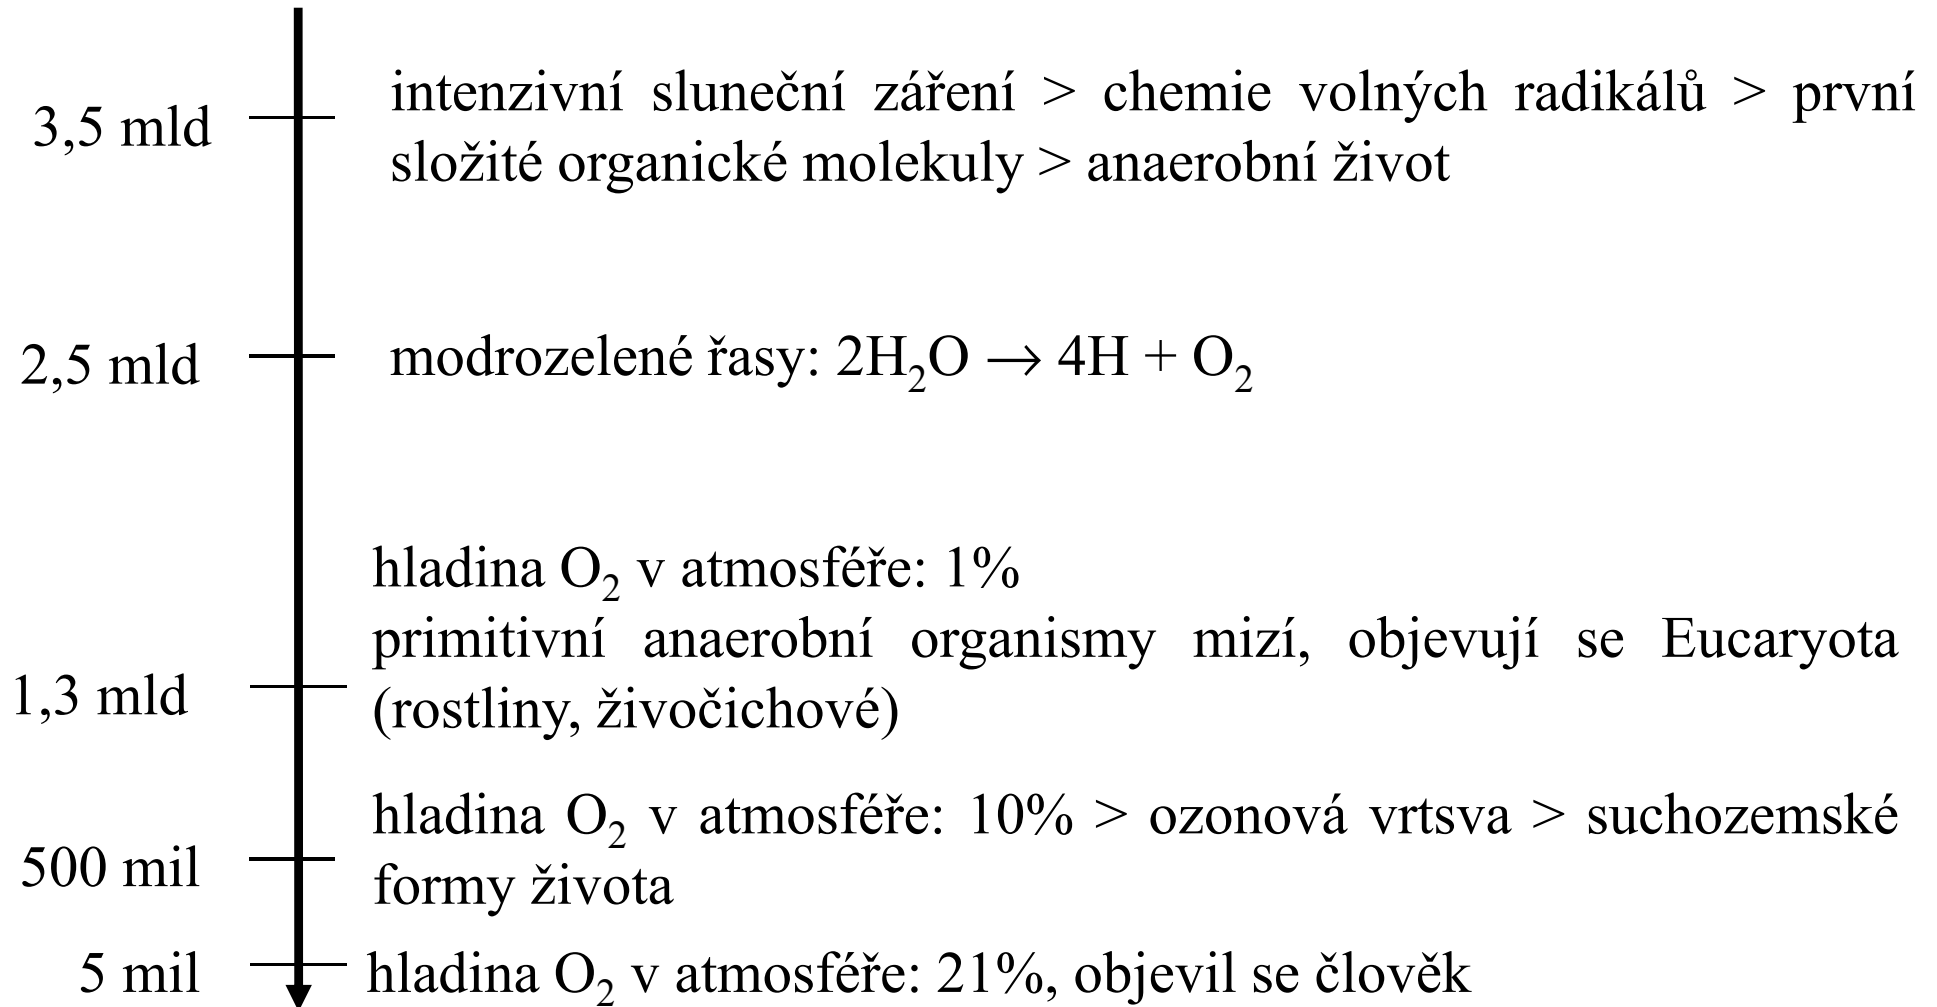 3,5 mld
intenzivní sluneční záření > chemie volných radikálů > první
složité organické molekuly > anaerobní život
2,5 mld
modrozelené řasy: 2H₂O → 4H + O₂
hladina O₂ v atmosféře: 1%
primitivní anaerobní organismy mizí, objevují se Eucaryota
1,3 mld
(rostliny, živočichové)
hladina O₂ v atmosféře: 10% > ozonová vrtsva > suchozemské
500 mil
formy života
5 mil
hladina O₂ v atmosféře: 21%, objevil se člověk